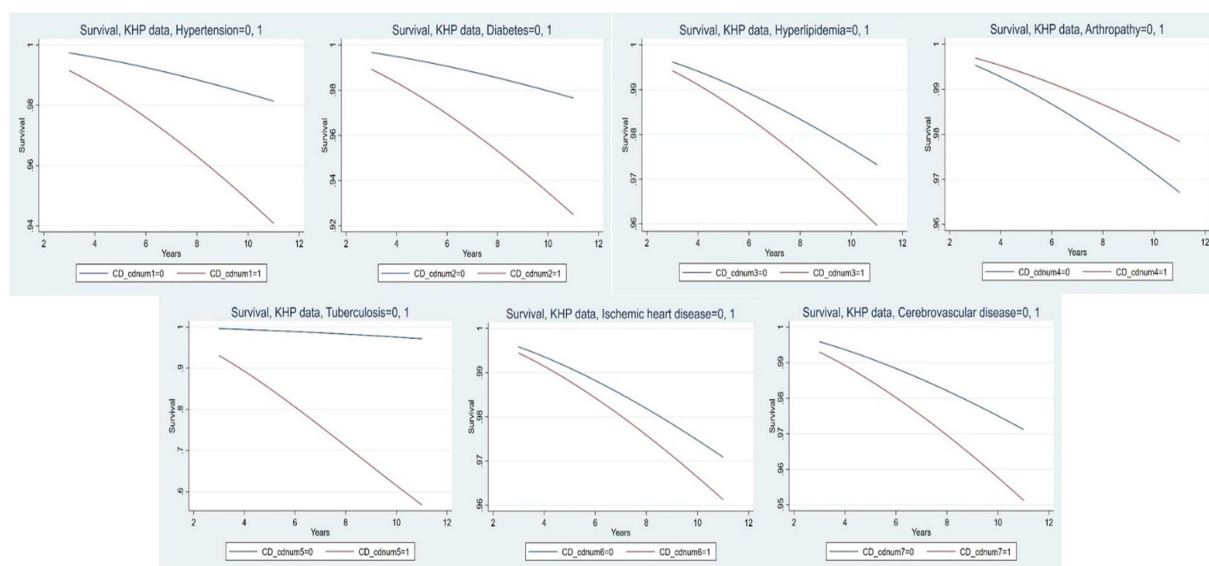 Survival, KHP data, Hypertension=0, 1
Survival
1
.98
.96
.94
2 4 6 8 10 12
Years
CD_cdnum1=0 CD_cdnum1=1
Survival, KHP data, Diabetes=0, 1
Survival
1
.98
.96
.94
.92
2 4 6 8 10 12
Years
CD_cdnum2=0 CD_cdnum2=1
Survival, KHP data, Hyperlipidemia=0, 1
Survival
1
.99
.98
.97
.96
2 4 6 8 10 12
Years
CD_cdnum3=0 CD_cdnum3=1
Survival, KHP data, Arthropathy=0, 1
Survival
1
.99
.98
.97
.96
2 4 6 8 10 12
Years
CD_cdnum4=0 CD_cdnum4=1
Survival, KHP data, Tuberculosis=0, 1
Survival
1
.9
.8
.7
.6
2 4 6 8 10 12
Years
CD_cdnum5=0 CD_cdnum5=1
Survival, KHP data, Ischemic heart disease=0, 1
Survival
1
.99
.98
.97
.96
2 4 6 8 10 12
Years
CD_cdnum6=0 CD_cdnum6=1
Survival, KHP data, Cerebrovascular disease=0, 1
Survival
1
.99
.98
.97
.96
.95
2 4 6 8 10 12
Years
CD_cdnum7=0 CD_cdnum7=1